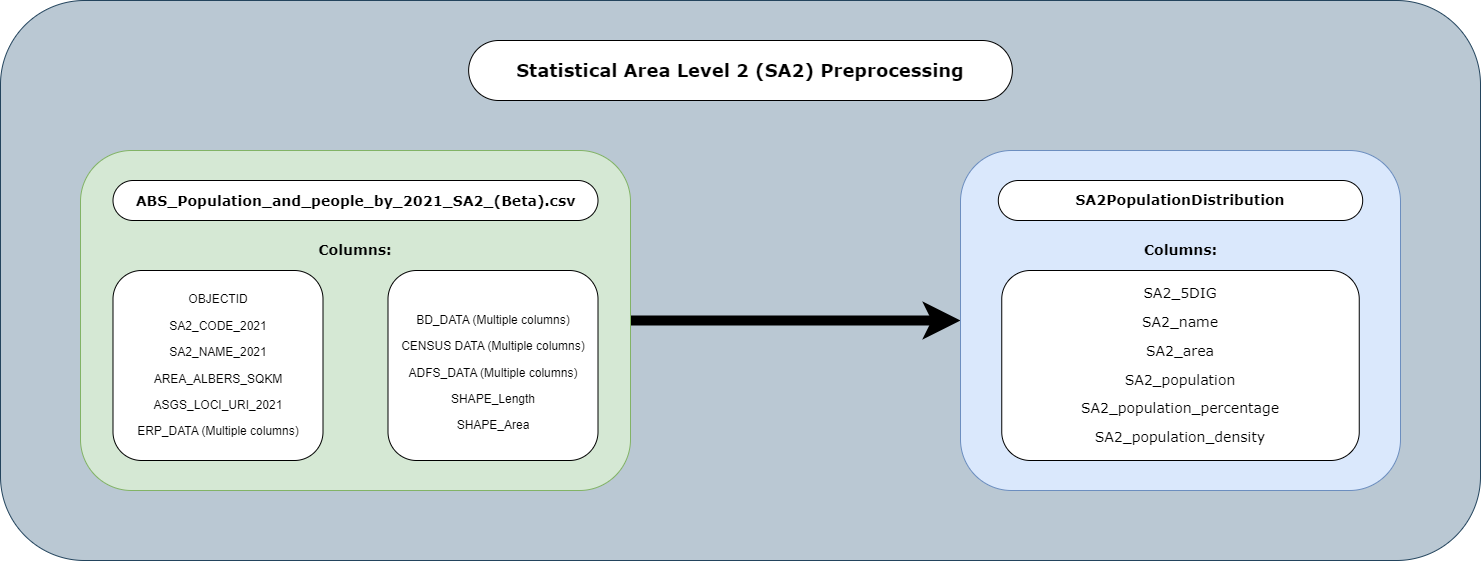 Statistical Area Level 2 (SA2) Preprocessing
ABS_Population_and_people_by_2021_SA2_(Beta).csv
Columns:
OBJECTID
SA2_CODE_2021
SA2_NAME_2021
AREA_ALBERS_SQKM
ASGS_LOCI_URI_2021
ERP_DATA (Multiple columns)
BD_DATA (Multiple columns)
CENSUS DATA (Multiple columns)
ADFS_DATA (Multiple columns)
SHAPE_Length
SHAPE_Area
SA2PopulationDistribution
Columns:
SA2_5DIG
SA2_name
SA2_area
SA2_population
SA2_population_percentage
SA2_population_density